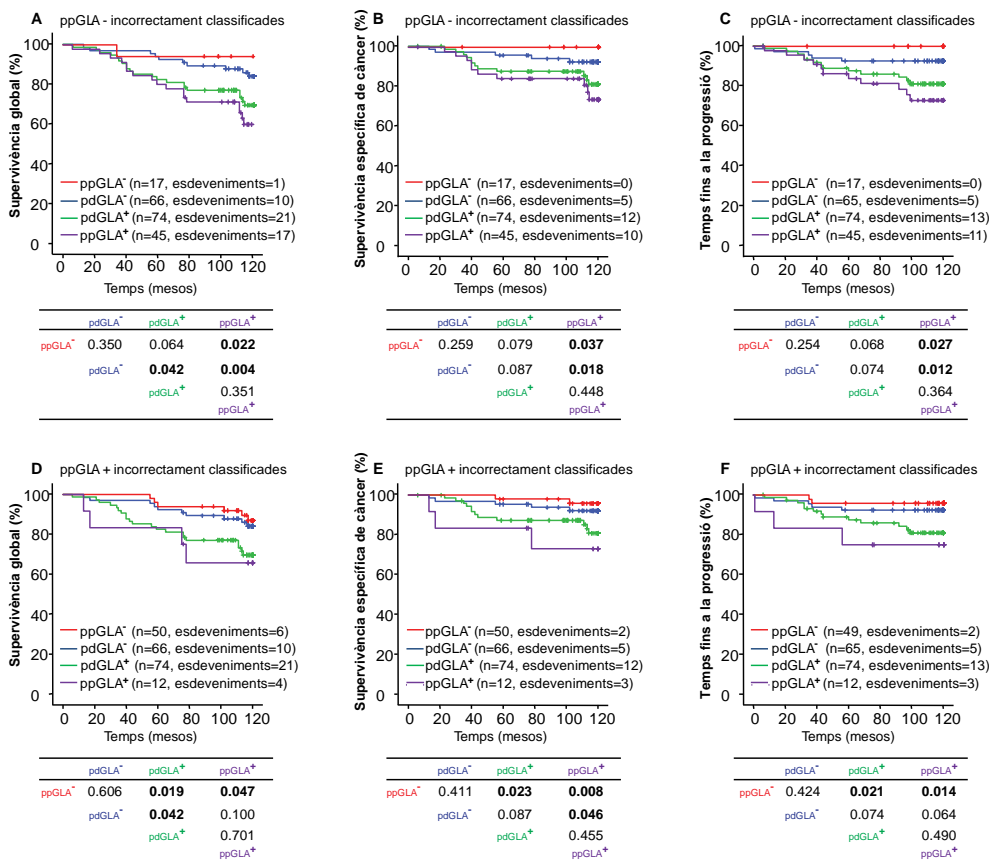 A ppGLA - incorrectament classificades
Supervivència global (%)
100
80
60
40
20
0
ppGLA⁻ (n=17, esdeveniments=1)
pdGLA⁻ (n=66, esdeveniments=10)
pdGLA⁺ (n=74, esdeveniments=21)
ppGLA⁺ (n=45, esdeveniments=17)
0 20 40 60 80 100 120
Temps (mesos)
pdGLA⁻ pdGLA⁺ ppGLA⁺
ppGLA⁻ 0.350 0.064 0.022
pdGLA⁻ 0.042 0.004
pdGLA⁺ 0.351
ppGLA⁺
B ppGLA - incorrectament classificades
Supervivència específica de càncer (%)
100
80
60
40
20
0
ppGLA⁻ (n=17, esdeveniments=0)
pdGLA⁻ (n=66, esdeveniments=5)
pdGLA⁺ (n=74, esdeveniments=12)
ppGLA⁺ (n=45, esdeveniments=10)
0 20 40 60 80 100 120
Temps (mesos)
pdGLA⁻ pdGLA⁺ ppGLA⁺
ppGLA⁻ 0.259 0.079 0.037
pdGLA⁻ 0.087 0.018
pdGLA⁺ 0.448
ppGLA⁺
C ppGLA - incorrectament classificades
Temps fins a la progressió (%)
100
80
60
40
20
0
ppGLA⁻ (n=17, esdeveniments=0)
pdGLA⁻ (n=65, esdeveniments=5)
pdGLA⁺ (n=74, esdeveniments=13)
ppGLA⁺ (n=45, esdeveniments=11)
0 20 40 60 80 100 120
Temps (mesos)
pdGLA⁻ pdGLA⁺ ppGLA⁺
ppGLA⁻ 0.254 0.068 0.027
pdGLA⁻ 0.074 0.012
pdGLA⁺ 0.364
ppGLA⁺
D ppGLA + incorrectament classificades
Supervivència global (%)
100
80
60
40
20
0
ppGLA⁻ (n=50, esdeveniments=6)
pdGLA⁻ (n=66, esdeveniments=10)
pdGLA⁺ (n=74, esdeveniments=21)
ppGLA⁺ (n=12, esdeveniments=4)
0 20 40 60 80 100 120
Temps (mesos)
pdGLA⁻ pdGLA⁺ ppGLA⁺
ppGLA⁻ 0.606 0.019 0.047
pdGLA⁻ 0.042 0.100
pdGLA⁺ 0.701
ppGLA⁺
E ppGLA + incorrectament classificades
Supervivència específica de càncer (%)
100
80
60
40
20
0
ppGLA⁻ (n=50, esdeveniments=2)
pdGLA⁻ (n=66, esdeveniments=5)
pdGLA⁺ (n=74, esdeveniments=12)
ppGLA⁺ (n=12, esdeveniments=3)
0 20 40 60 80 100 120
Temps (mesos)
pdGLA⁻ pdGLA⁺ ppGLA⁺
ppGLA⁻ 0.411 0.023 0.008
pdGLA⁻ 0.087 0.046
pdGLA⁺ 0.455
ppGLA⁺
F ppGLA + incorrectament classificades
Temps fins a la progressió (%)
100
80
60
40
20
0
ppGLA⁻ (n=49, esdeveniments=2)
pdGLA⁻ (n=65, esdeveniments=5)
pdGLA⁺ (n=74, esdeveniments=13)
ppGLA⁺ (n=12, esdeveniments=3)
0 20 40 60 80 100 120
Temps (mesos)
pdGLA⁻ pdGLA⁺ ppGLA⁺
ppGLA⁻ 0.424 0.021 0.014
pdGLA⁻ 0.074 0.064
pdGLA⁺ 0.490
ppGLA⁺